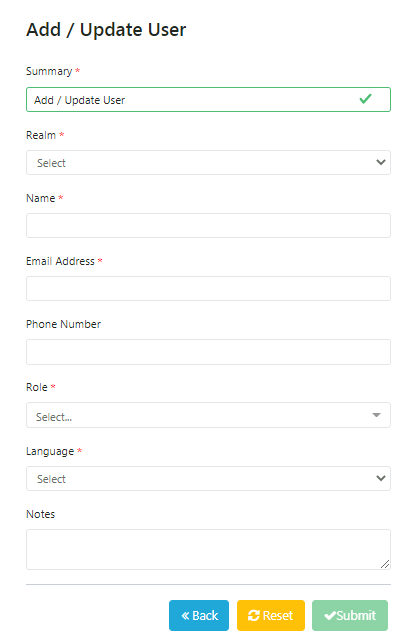 Add / Update User
Summary *
Add / Update User
Realm *
Select
Name *
Email Address *
Phone Number
Role *
Select...
Language *
Select
Notes
Back Reset Submit